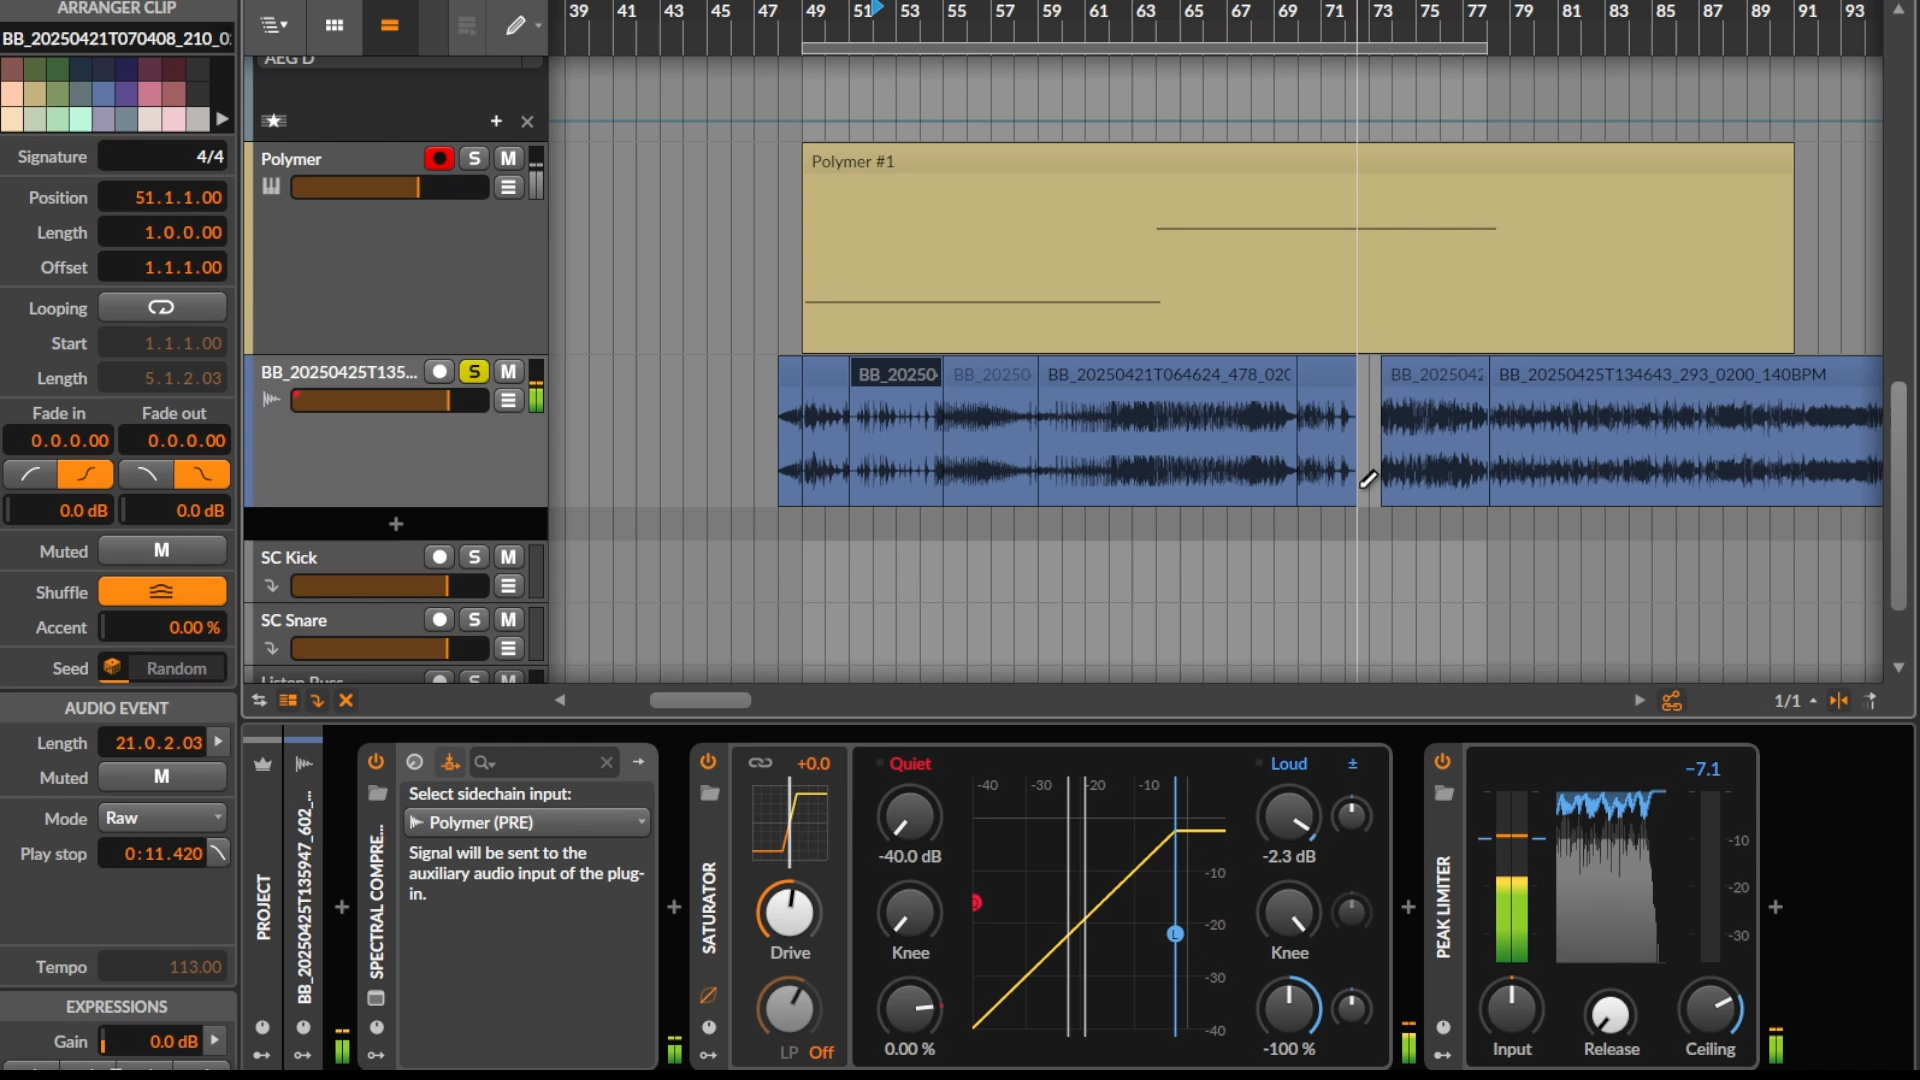 ARRANGER CLIP
BB_20250421T070408_210_0
Signature 4/4
Position 51.1.1.00
Length 1.0.0.00
Offset 1.1.1.00
Looping
Start 1.1.1.00
Length 5.1.2.03
Fade in Fade out
0.0.0.00 0.0.0.00
0.0 dB 0.0 dB
Muted M
Shuffle
Accent 0.00 %
Seed Random
AUDIO EVENT
Length 21.0.2.03
Muted M
Mode Raw
Play stop 0:11.420
Tempo 113.00
EXPRESSIONS
Gain 0.0 dB
39 41 43 45 47 49 51 53 55 57 59 61 63 65 67 69 71 73 75 77 79 81 83 85 87 89 91 93
AEG D
Polymer S M
Polymer #1
BB_20250425T135... S M
BB_20250 BB_20250 BB_20250421T064624_478_020 BB_2025042 BB_20250425T134643_293_0200_140BPM
SC Kick S M
SC Snare S M
Listen Buss S M
1/1
PROJECT
BB_20250425T135947_602_...
SPECTRAL COMPRE...
Select sidechain input:
Polymer (PRE)
Signal will be sent to the
auxiliary audio input of the plug-
in.
SATURATOR
+0.0
Drive
LP Off
Quiet
-40.0 dB
Knee
0.00 %
-40 -30 -20 -10
-10
-20
-30
-40
L
Loud ±
-2.3 dB
Knee
-100 %
PEAK LIMITER
-7.1
-10
-20
-30
Input Release Ceiling